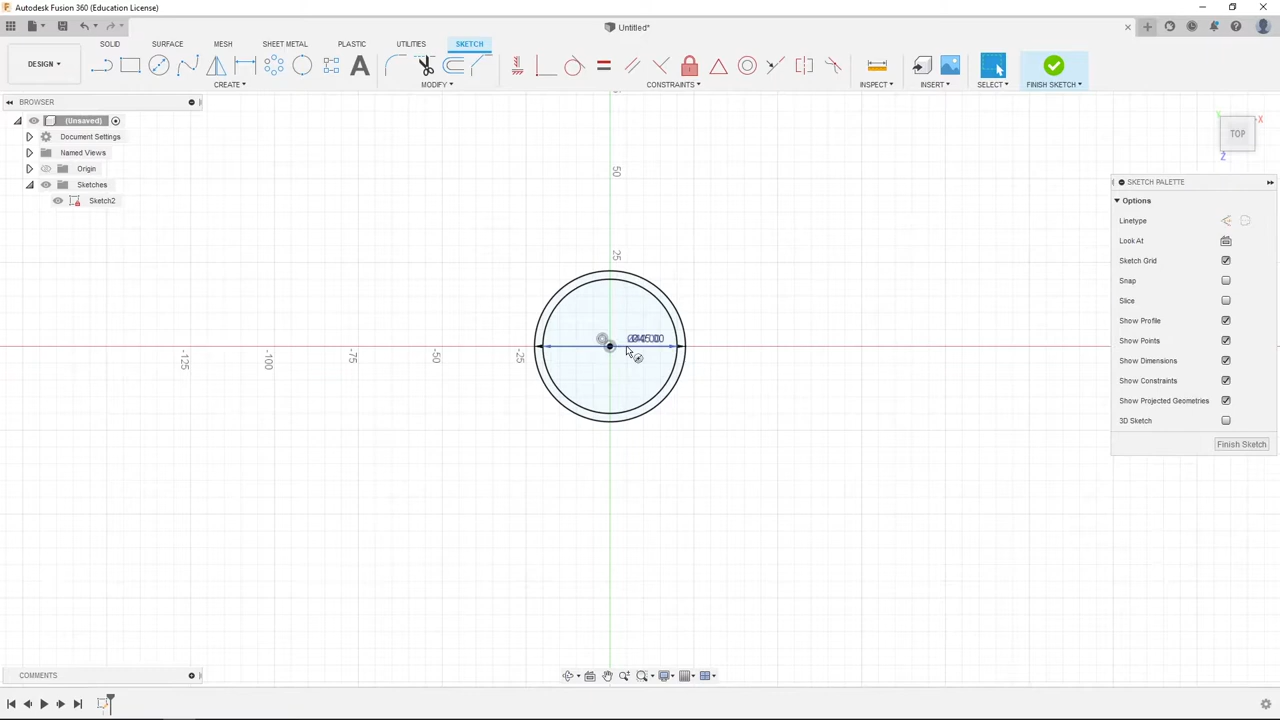 Autodesk Fusion 360 (Education License)
Untitled*
SOLID SURFACE MESH SHEET METAL PLASTIC UTILITIES SKETCH
DESIGN
CREATE MODIFY CONSTRAINTS INSPECT INSERT SELECT FINISH SKETCH
BROWSER
(Unsaved)
Document Settings
Named Views
Origin
Sketches
Sketch2
TOP
X
Z
SKETCH PALETTE
Options
Linetype
Look At
Sketch Grid
Snap
Slice
Show Profile
Show Points
Show Dimensions
Show Constraints
Show Projected Geometries
3D Sketch
Finish Sketch
50
25
-125
-100
-75
-50
-25
COMMENTS